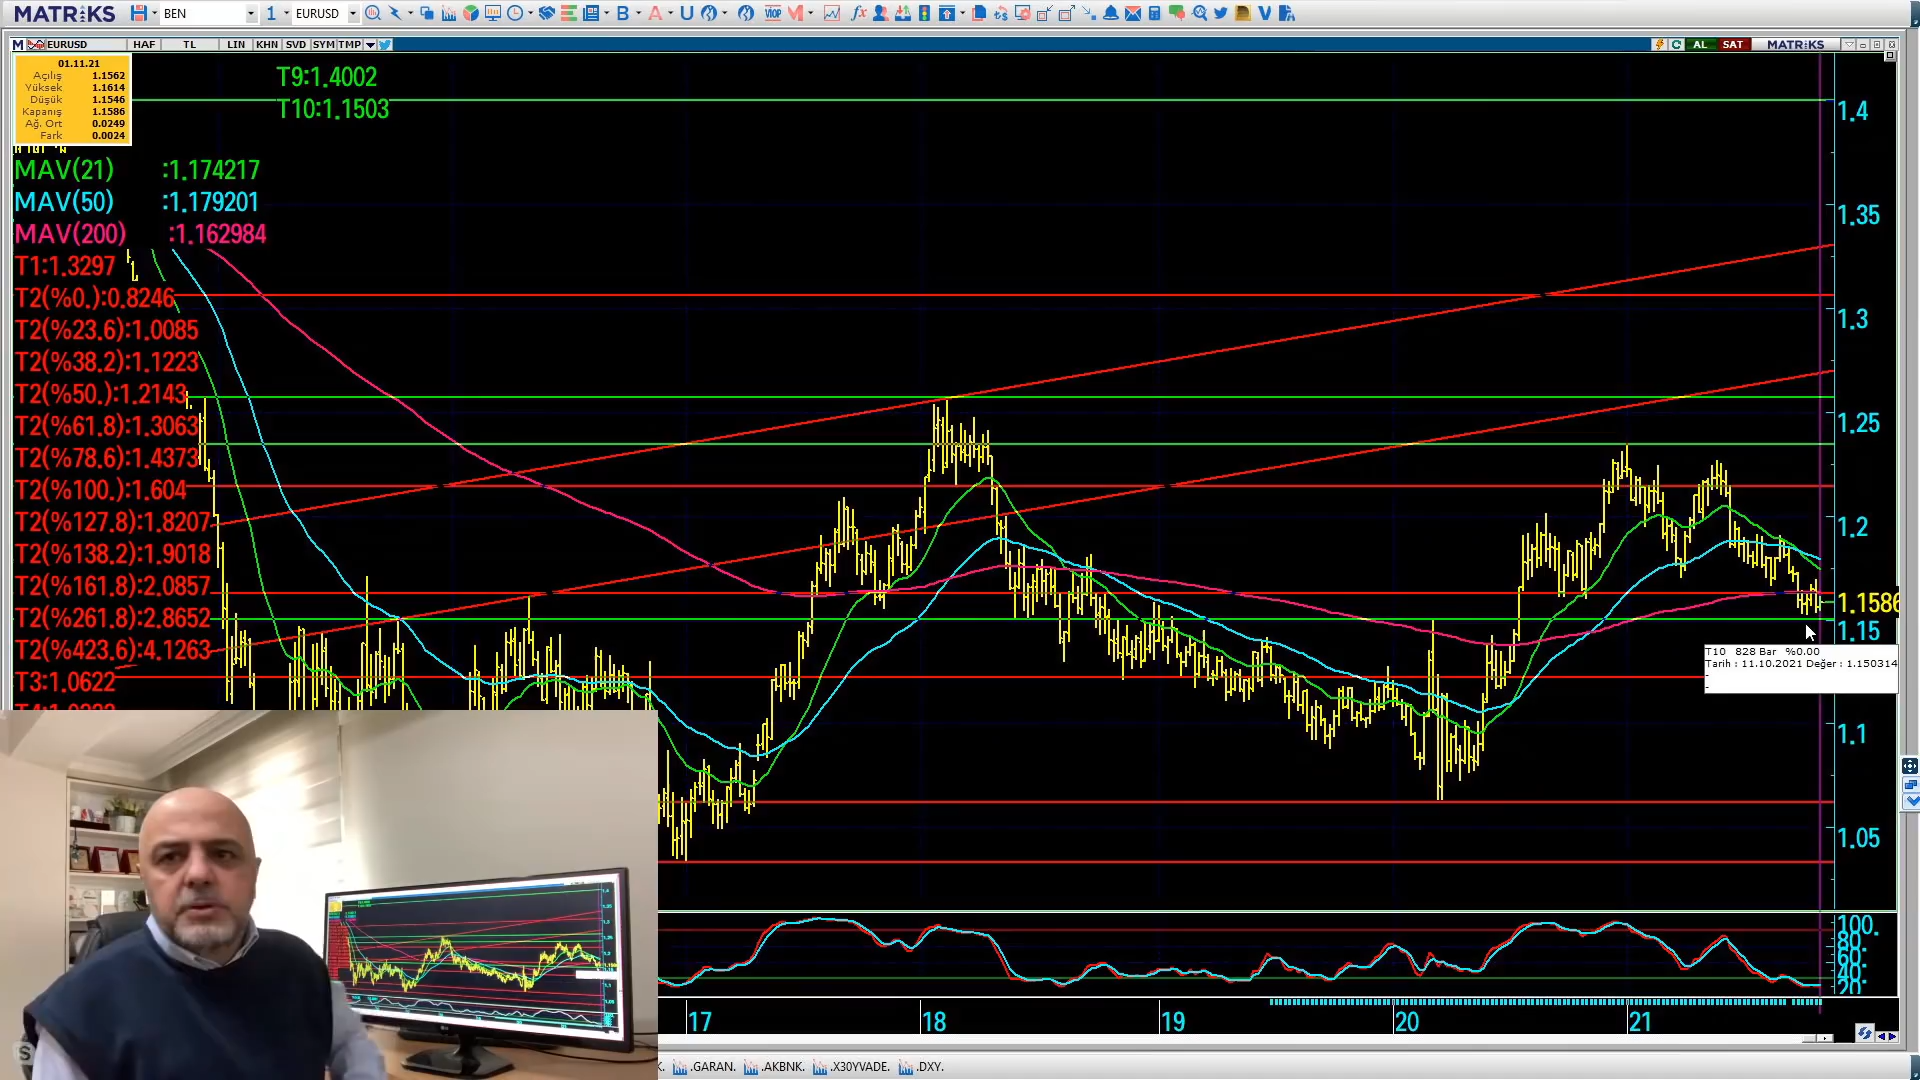 MATRIKS BEN 1 EURUSD B A U VIOP M fx V
M EURUSD HAF TL LIN KHN SVD SYM TMP AL SAT MATRIKS
01.11.21
Açılış 1.1562
Yüksek 1.1614
Düşük 1.1546
Kapanış 1.1586
Ağ. Ort 0.0249
Fark 0.0024
T9:1.4002
T10:1.1503
MAV(21) :1.174217
MAV(50) :1.179201
MAV(200) :1.162984
T1:1.3297
T2(%0.):0.8246
T2(%23.6):1.0085
T2(%38.2):1.1223
T2(%50.):1.2143
T2(%61.8):1.3063
T2(%78.6):1.4373
T2(%100.):1.604
T2(%127.8):1.8207
T2(%138.2):1.9018
T2(%161.8):2.0857
T2(%261.8):2.8652
T2(%423.6):4.1263
T3:1.0622
1.4
1.35
1.3
1.25
1.2
1.1586
1.15
1.1
1.05
T10 828 Bar %0.00
Tarih : 11.10.2021 Değer : 1.150314
-
-
100.
80.
60.
40.
20.
17 18 19 20 21
.GARAN. .AKBNK. .X30YVADE. .DXY.
S